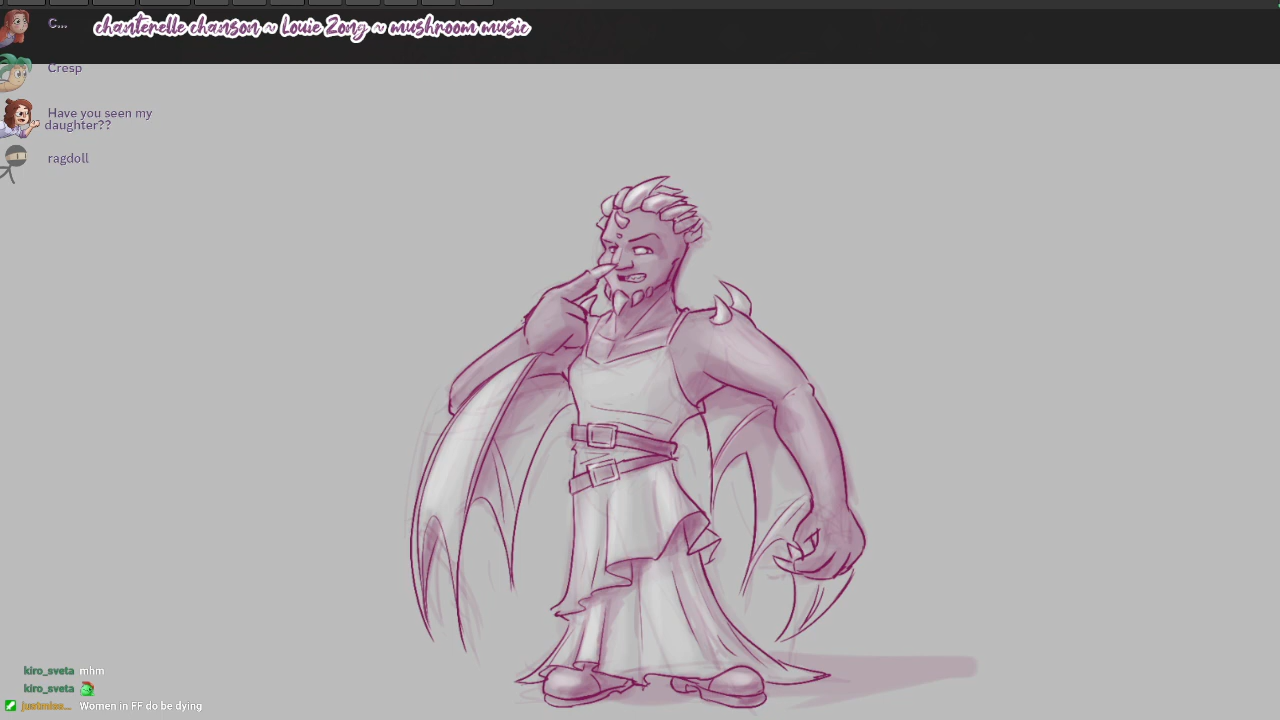 chanterelle chanson ~ Louie Zong ~ mushroom music
C...
Cresp
Have you seen my
daughter??
ragdoll
kiro_sveta mhm
kiro_sveta
justmiss... Women in FF do be dying